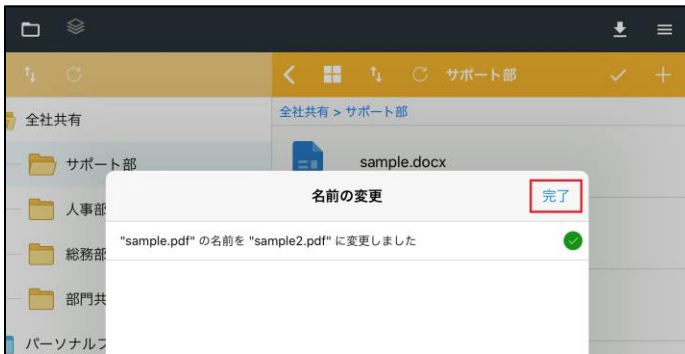 サポート部
全社共有
全社共有 > サポート部
サポート部
sample.docx
人事部
名前の変更
完了
"sample.pdf" の名前を "sample2.pdf" に変更しました
総務部
部門共
パーソナルフ